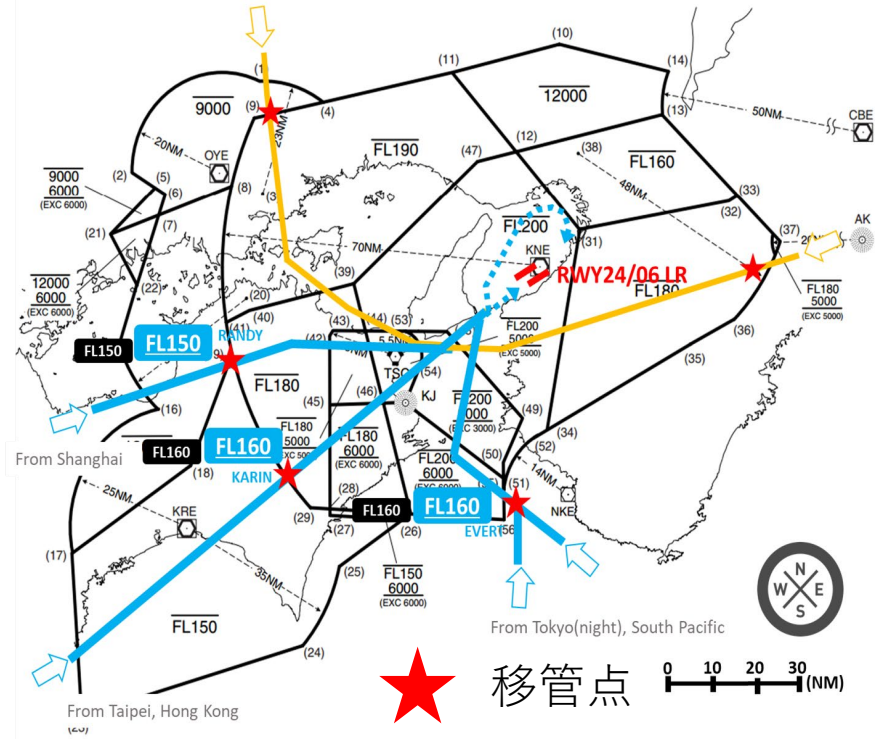 (10)
(11)
(14)
(1)
9000
(9)
(4)
12000
(13)
50NM
CBE
23NM
20NM
OYE
FL190
(12)
(38)
(47)
FL160
9000
6000
(EXC 6000)
(2)
(5)
(6)
(8)
48NM
(33)
(32)
(7)
(21)
FL200
(31)
(37)
AK
KNE
70NM
RWY24/06 LR
12000
6000
(EXC 6000)
(22)
(39)
FL180
FL180
5000
(EXC 5000)
(20)
(40)
(41)
(43)
(44)
(53)
(42)
FL200
(EXC 5000)
(36)
(35)
FL150
FL150
RANDY
5.5NM
TSC
(54)
FL180
(46)
KJ
(45)
(49)
(16)
FL180
5000
FL180
6000
(EXC 6000)
(EXC 3000)
(34)
(52)
FL160
FL160
KARIN
(18)
From Shanghai
6000
(50)
14NM
(51)
NKE
25NM
KRE
(28)
(29)
(27)
FL160
FL160
(26)
EVERT
(56)
(17)
35NM
(25)
FL150
6000
(EXC 6000)
N
W E
S
FL150
(24)
From Tokyo(night), South Pacific
移管点
0 10 20 30
(NM)
From Taipei, Hong Kong